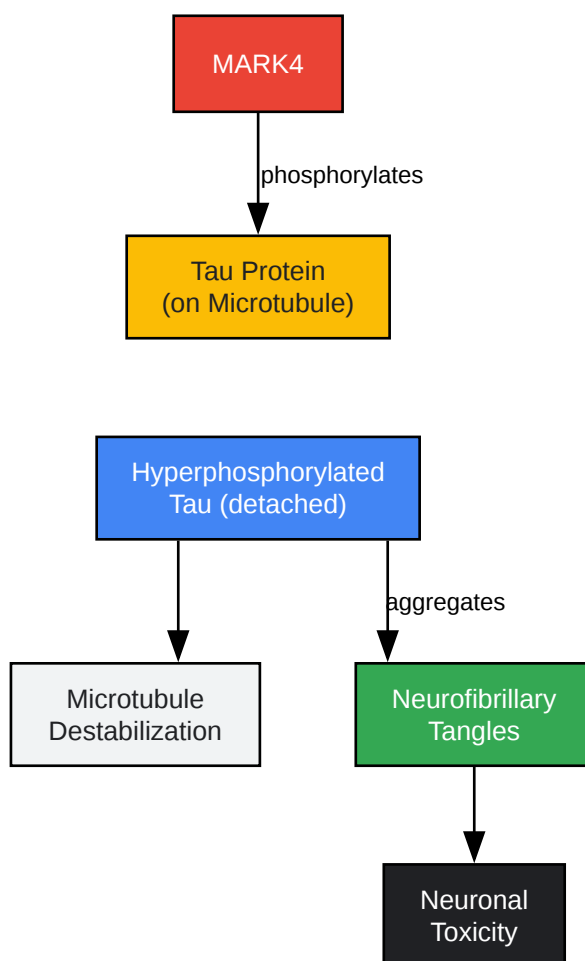 MARK4
phosphorylates
Tau Protein
(on Microtubule)
Hyperphosphorylated
Tau (detached)
aggregates
Microtubule
Destabilization
Neurofibrillary
Tangles
Neuronal
Toxicity